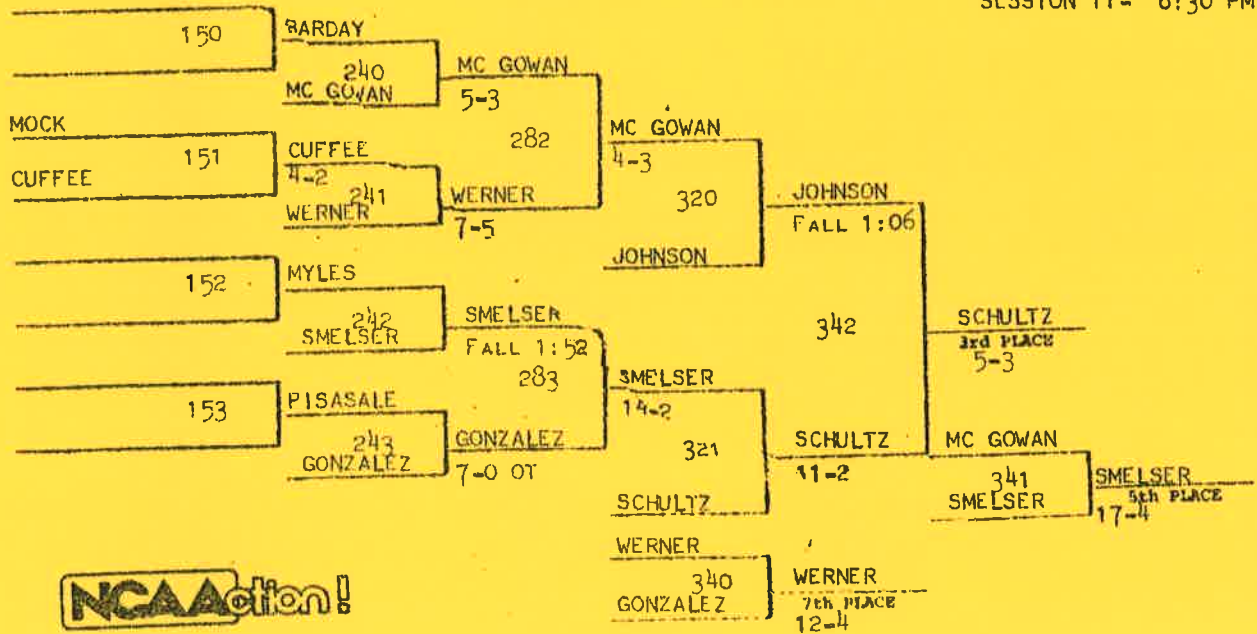 SESSION 11- 6:30 PM
150
BARDAY
240
MC GOWAN
MC GOWAN
5-3
MOCK
151
CUFFEE
CUFFEE
4-2
241
WERNER
WERNER
7-5
282
MC GOWAN
4-3
320
JOHNSON
JOHNSON
FALL 1:06
152
MYLES
242
SMELSER
SMELSER
FALL 1:52
283
153
PISASALE
243
GONZALEZ
GONZALEZ
7-0 OT
SMELSER
14-2
321
SCHULTZ
SCHULTZ
11-2
342
SCHULTZ
3rd PLACE
5-3
MC GOWAN
341
SMELSER
SMELSER
5th PLACE
17-4
WERNER
340
GONZALEZ
WERNER
7th PLACE
12-4
NCAAction!